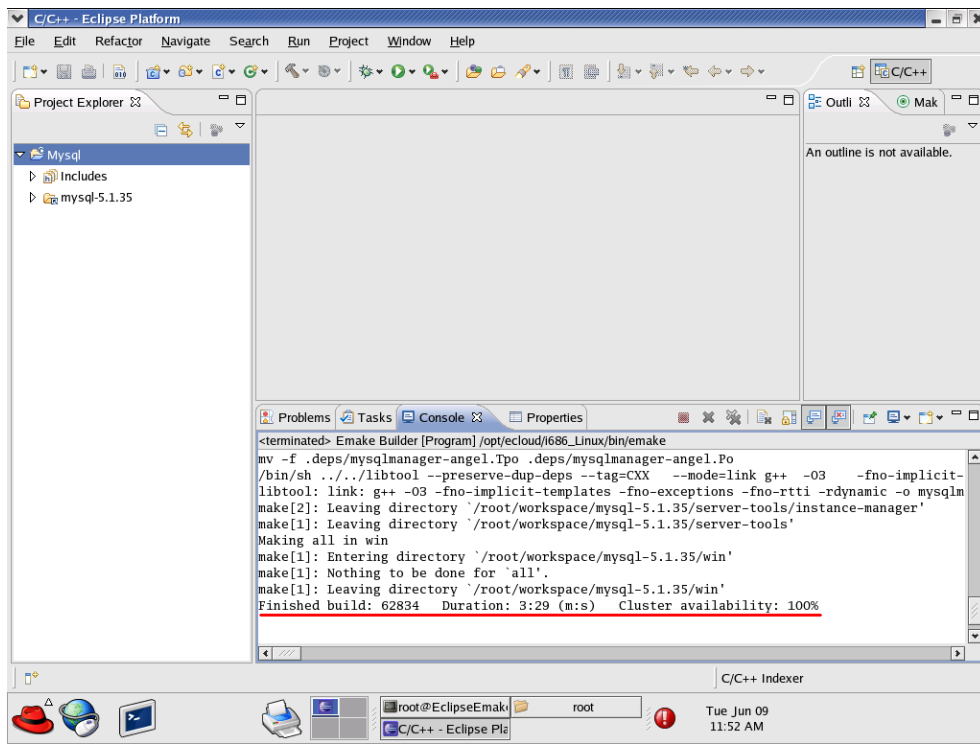 C/C++ - Eclipse Platform
File Edit Refactor Navigate Search Run Project Window Help
C/C++
Project Explorer
Outli
Mak
Mysql
Includes
mysql-5.1.35
An outline is not available.
Problems Tasks Console Properties
<terminated> Emake Builder [Program] /opt/ecloud/i686_Linux/bin/emake
mv -f .deps/mysqlmanager-angel.Tpo .deps/mysqlmanager-angel.Po
/bin/sh ../../libtool --preserve-dup-deps --tag=CXX --mode=link g++ -O3 -fno-implicit-
libtool: link: g++ -O3 -fno-implicit-templates -fno-exceptions -fno-rtti -rdynamic -o mysqlm
make[2]: Leaving directory `/root/workspace/mysql-5.1.35/server-tools/instance-manager'
make[1]: Leaving directory `/root/workspace/mysql-5.1.35/server-tools'
Making all in win
make[1]: Entering directory `/root/workspace/mysql-5.1.35/win'
make[1]: Nothing to be done for `all'.
make[1]: Leaving directory `/root/workspace/mysql-5.1.35/win'
Finished build: 62834 Duration: 3:29 (m:s) Cluster availability: 100%
C/C++ Indexer
root@EclipseEmak
root
C/C++ - Eclipse Pla
Tue Jun 09
11:52 AM